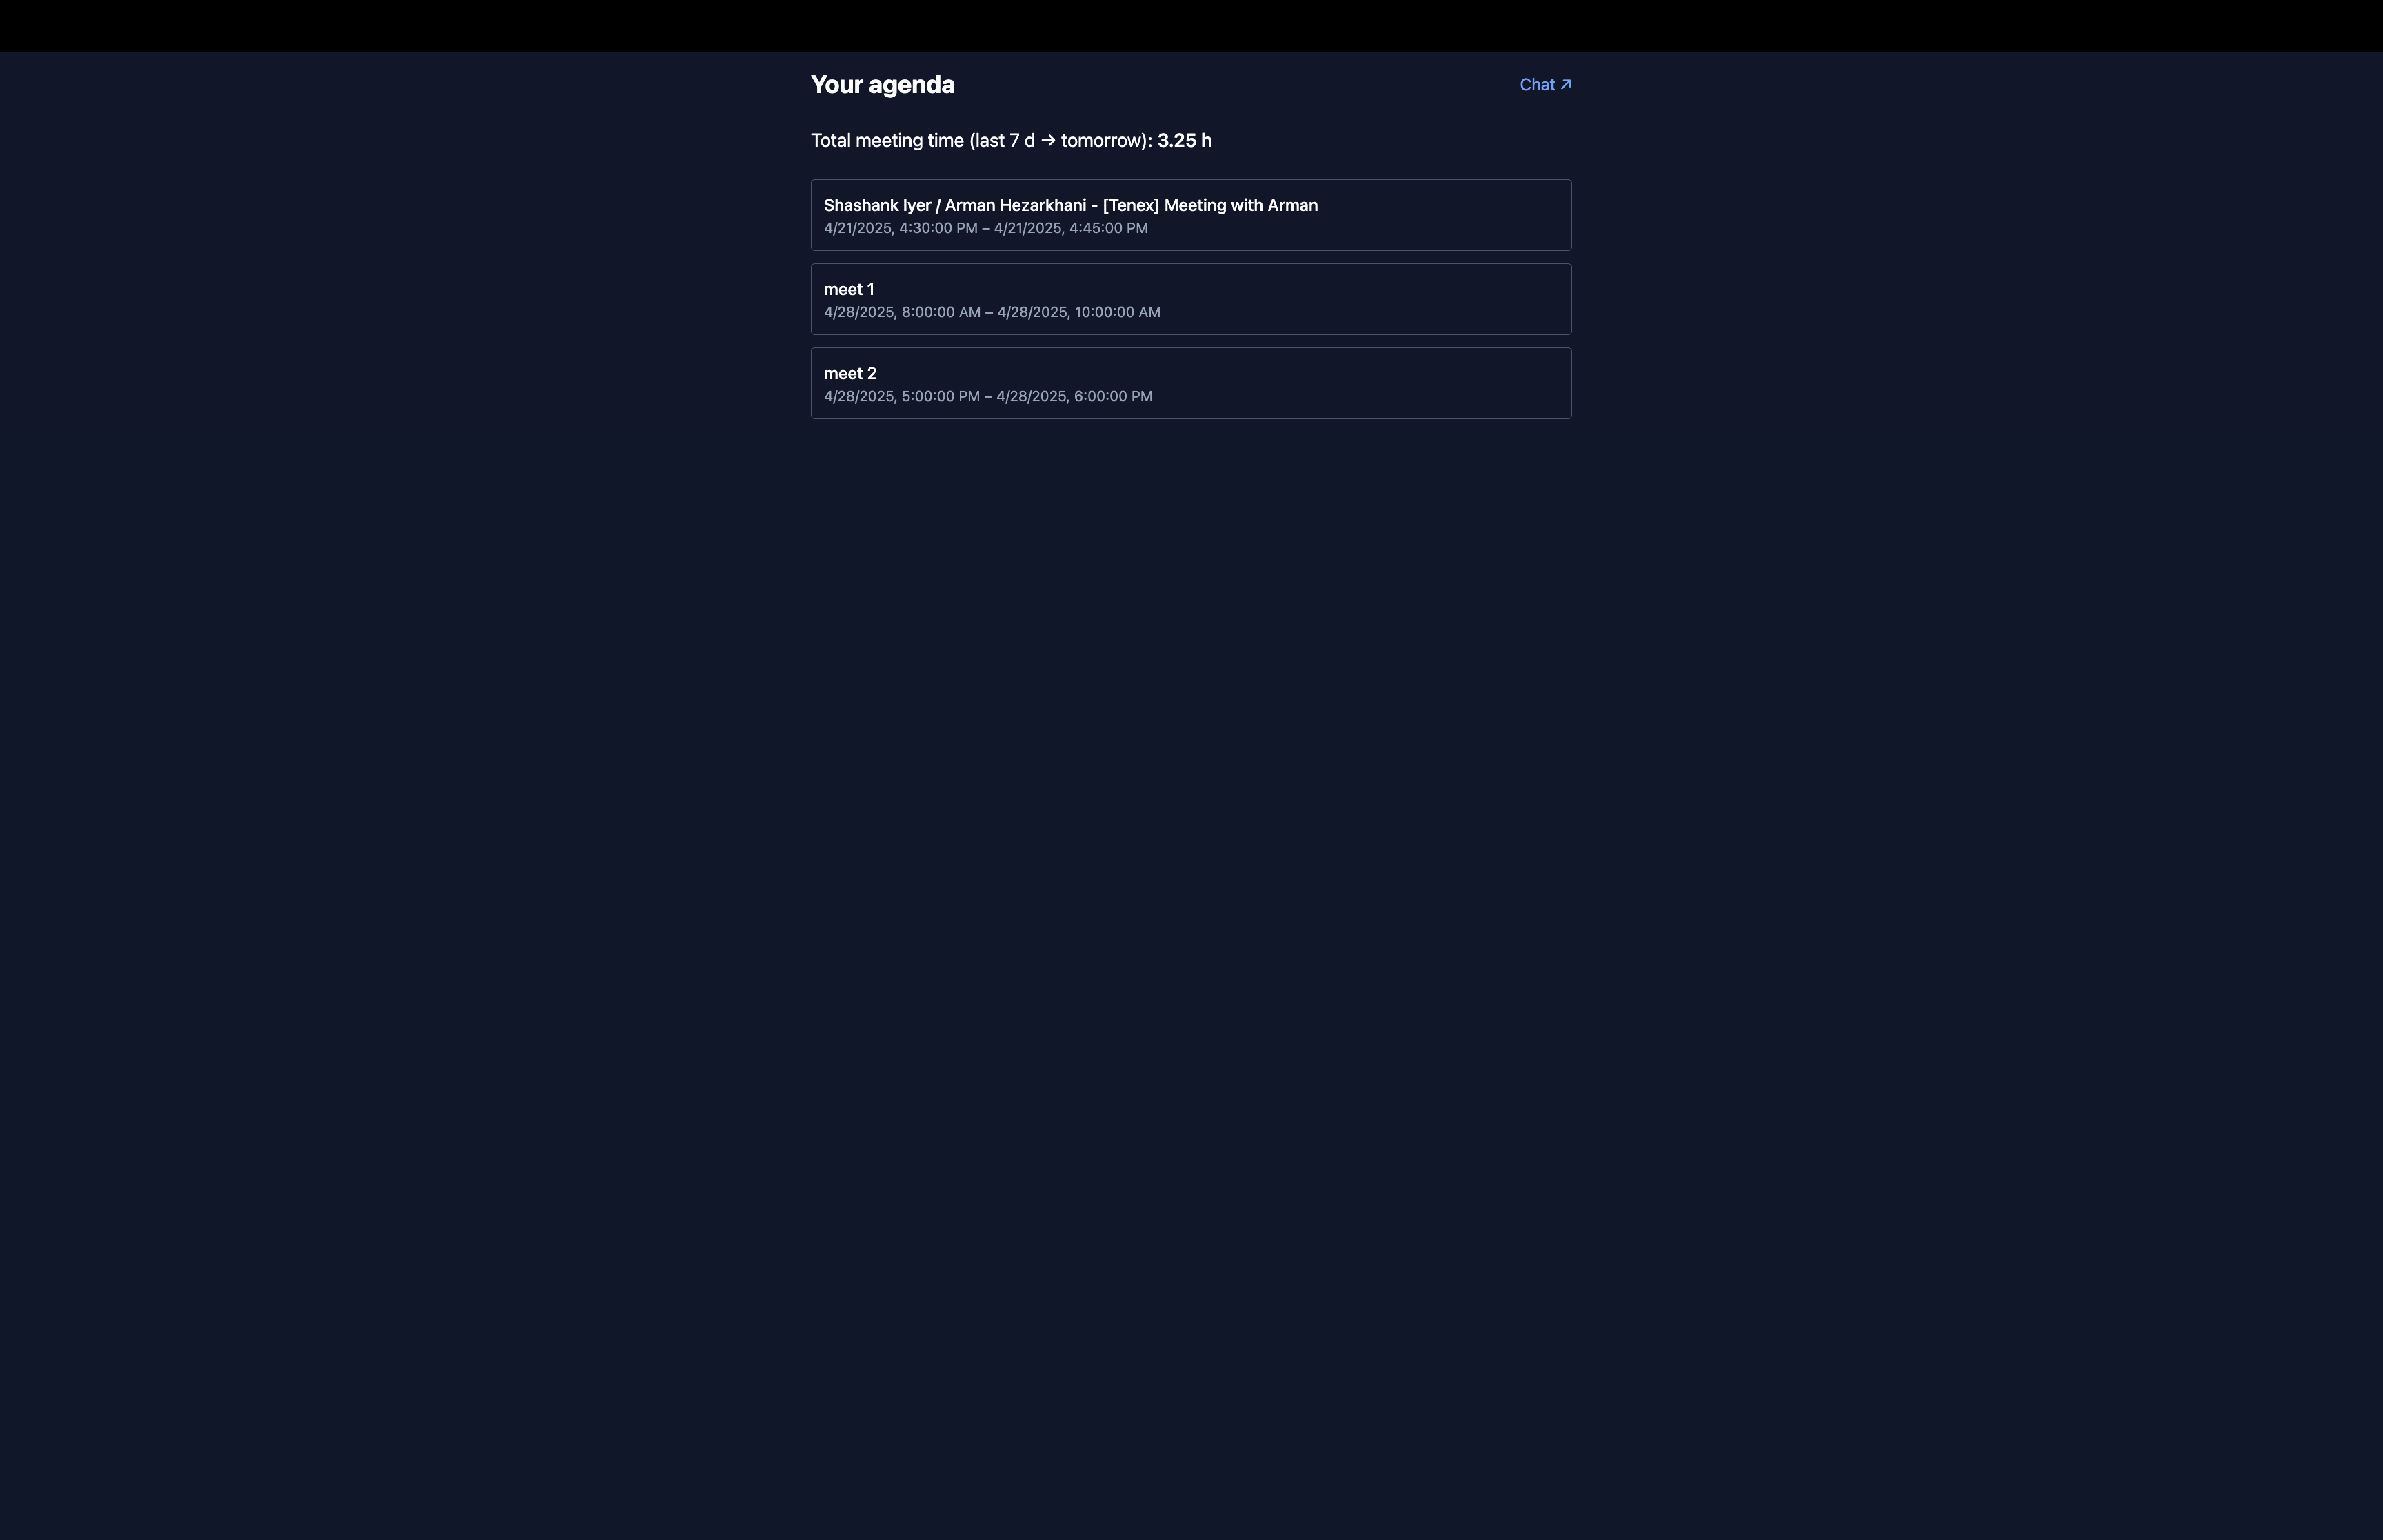 Your agenda
Chat ↗
Total meeting time (last 7 d → tomorrow): 3.25 h
Shashank Iyer / Arman Hezarkhani - [Tenex] Meeting with Arman
4/21/2025, 4:30:00 PM – 4/21/2025, 4:45:00 PM
meet 1
4/28/2025, 8:00:00 AM – 4/28/2025, 10:00:00 AM
meet 2
4/28/2025, 5:00:00 PM – 4/28/2025, 6:00:00 PM